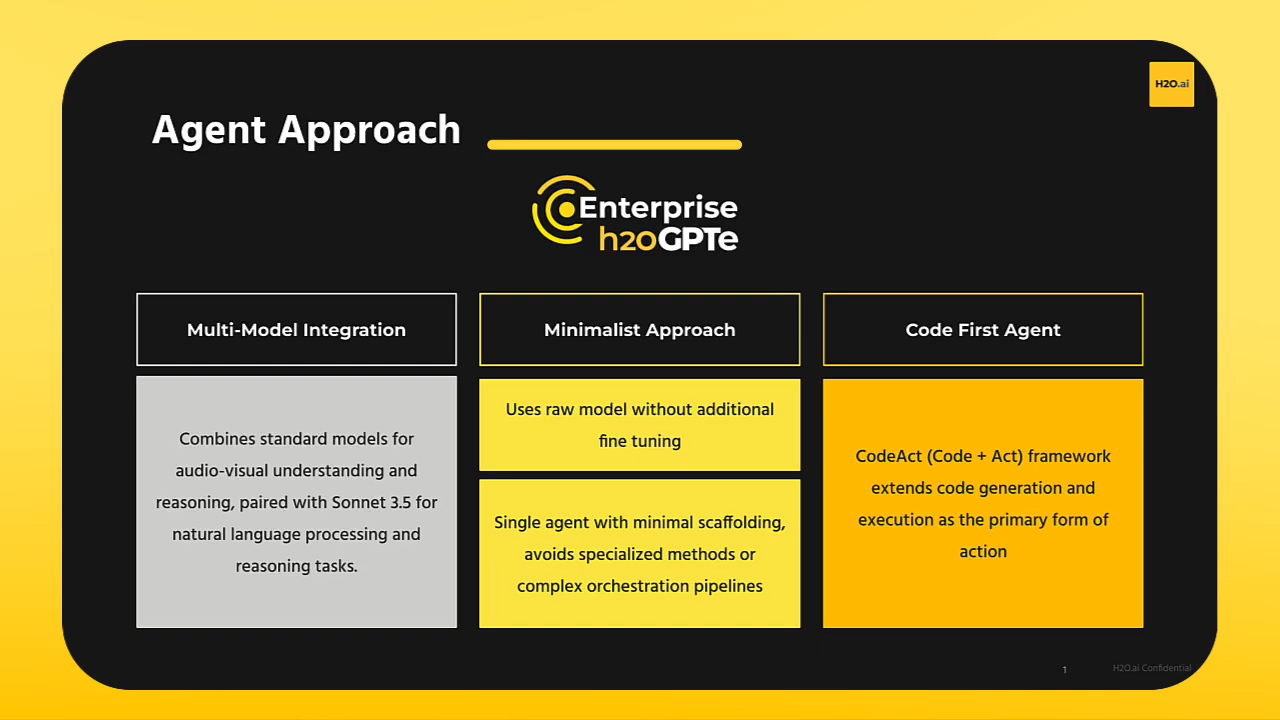 H2O.ai
Agent Approach
Enterprise
h2oGPTe
Multi-Model Integration
Combines standard models for
audio-visual understanding and
reasoning, paired with Sonnet 3.5 for
natural language processing and
reasoning tasks.
Minimalist Approach
Uses raw model without additional
fine tuning
Single agent with minimal scaffolding,
avoids specialized methods or
complex orchestration pipelines
Code First Agent
CodeAct (Code + Act) framework
extends code generation and
execution as the primary form of
action
1
H2O.ai Confidential